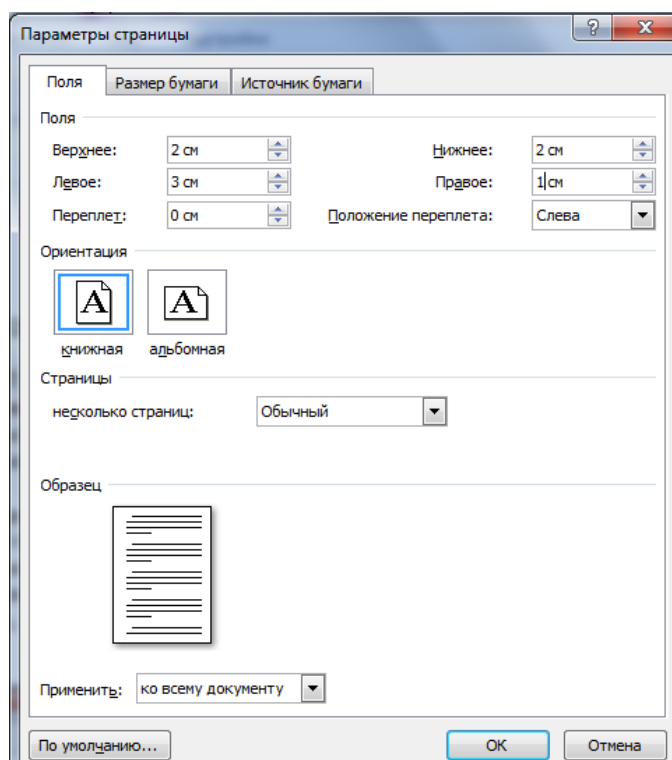 Параметры страницы
Поля Размер бумаги Источник бумаги
Поля
Верхнее: 2 см Нижнее: 2 см
Левое: 3 см Правое: 1 см
Переплет: 0 см Положение переплета: Слева
Ориентация
A A
книжная альбомная
Страницы
несколько страниц: Обычный
Образец
Применить: ко всему документу
По умолчанию... ОК Отмена